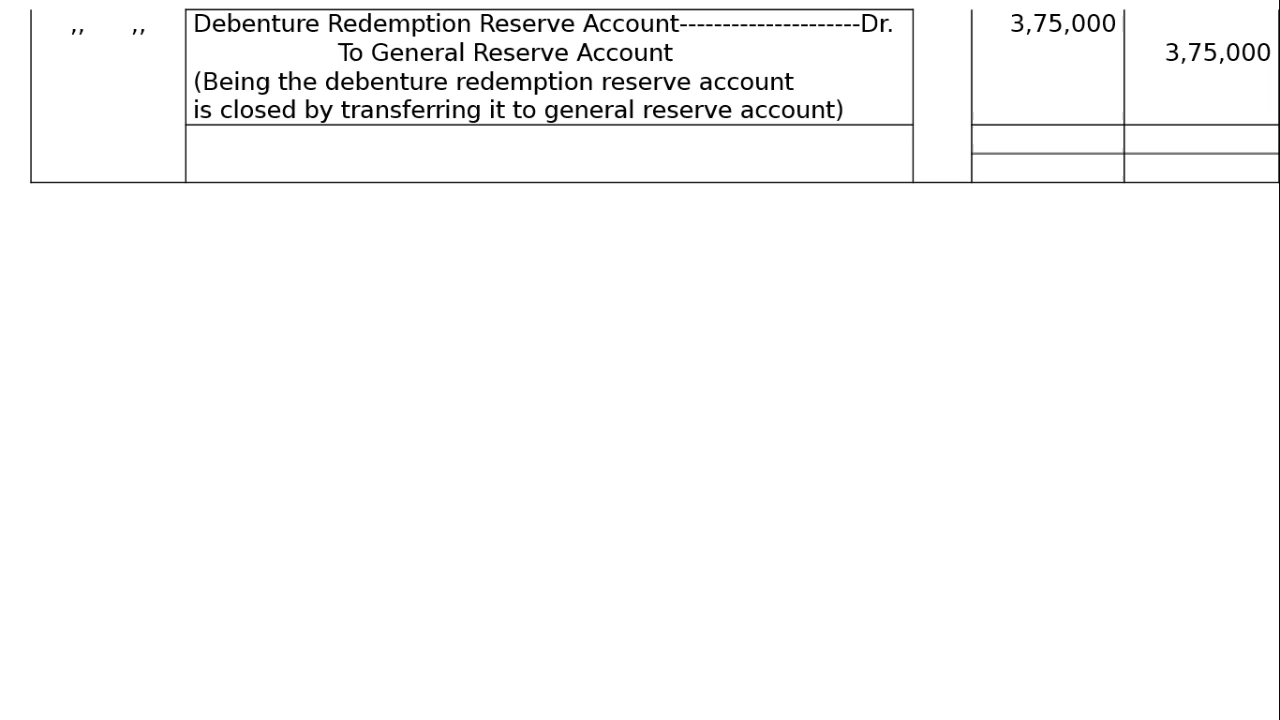 ,, ,, Debenture Redemption Reserve Account---------------------Dr. 3,75,000
To General Reserve Account 3,75,000
(Being the debenture redemption reserve account
is closed by transferring it to general reserve account)